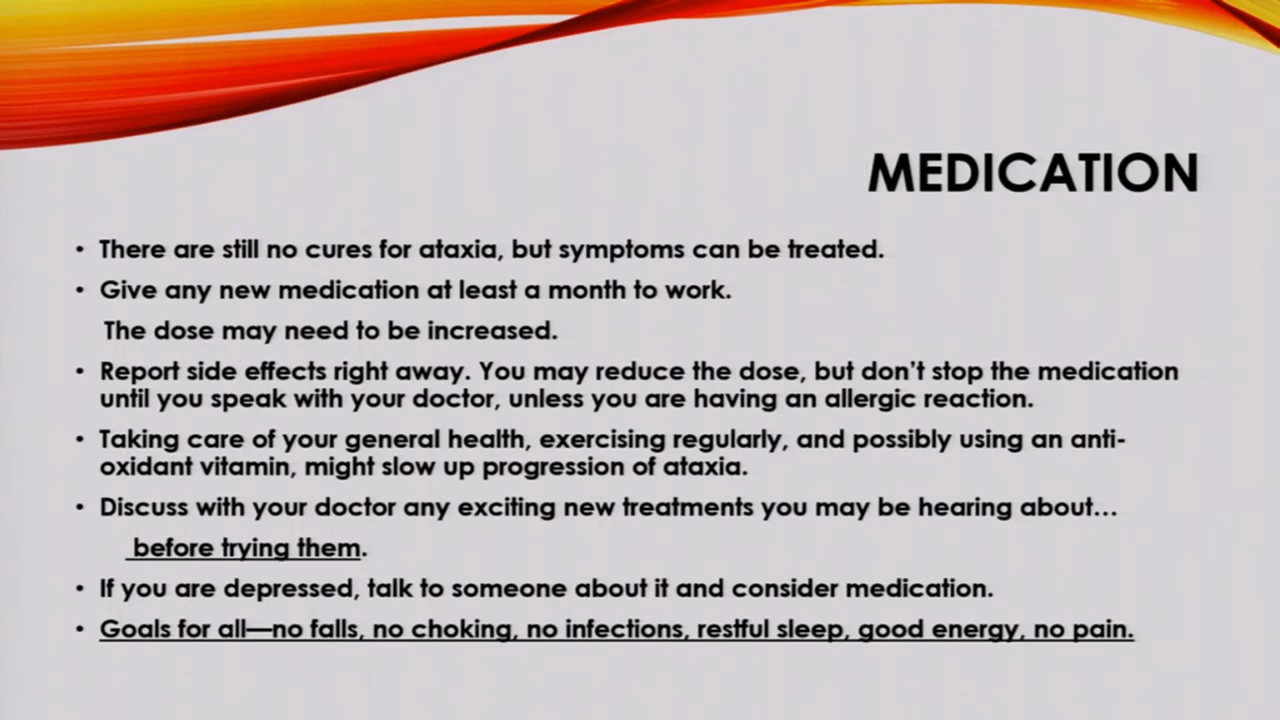 MEDICATION
• There are still no cures for ataxia, but symptoms can be treated.
• Give any new medication at least a month to work.
The dose may need to be increased.
• Report side effects right away. You may reduce the dose, but don't stop the medication
until you speak with your doctor, unless you are having an allergic reaction.
• Taking care of your general health, exercising regularly, and possibly using an anti-
oxidant vitamin, might slow up progression of ataxia.
• Discuss with your doctor any exciting new treatments you may be hearing about…
before trying them.
• If you are depressed, talk to someone about it and consider medication.
• Goals for all—no falls, no choking, no infections, restful sleep, good energy, no pain.